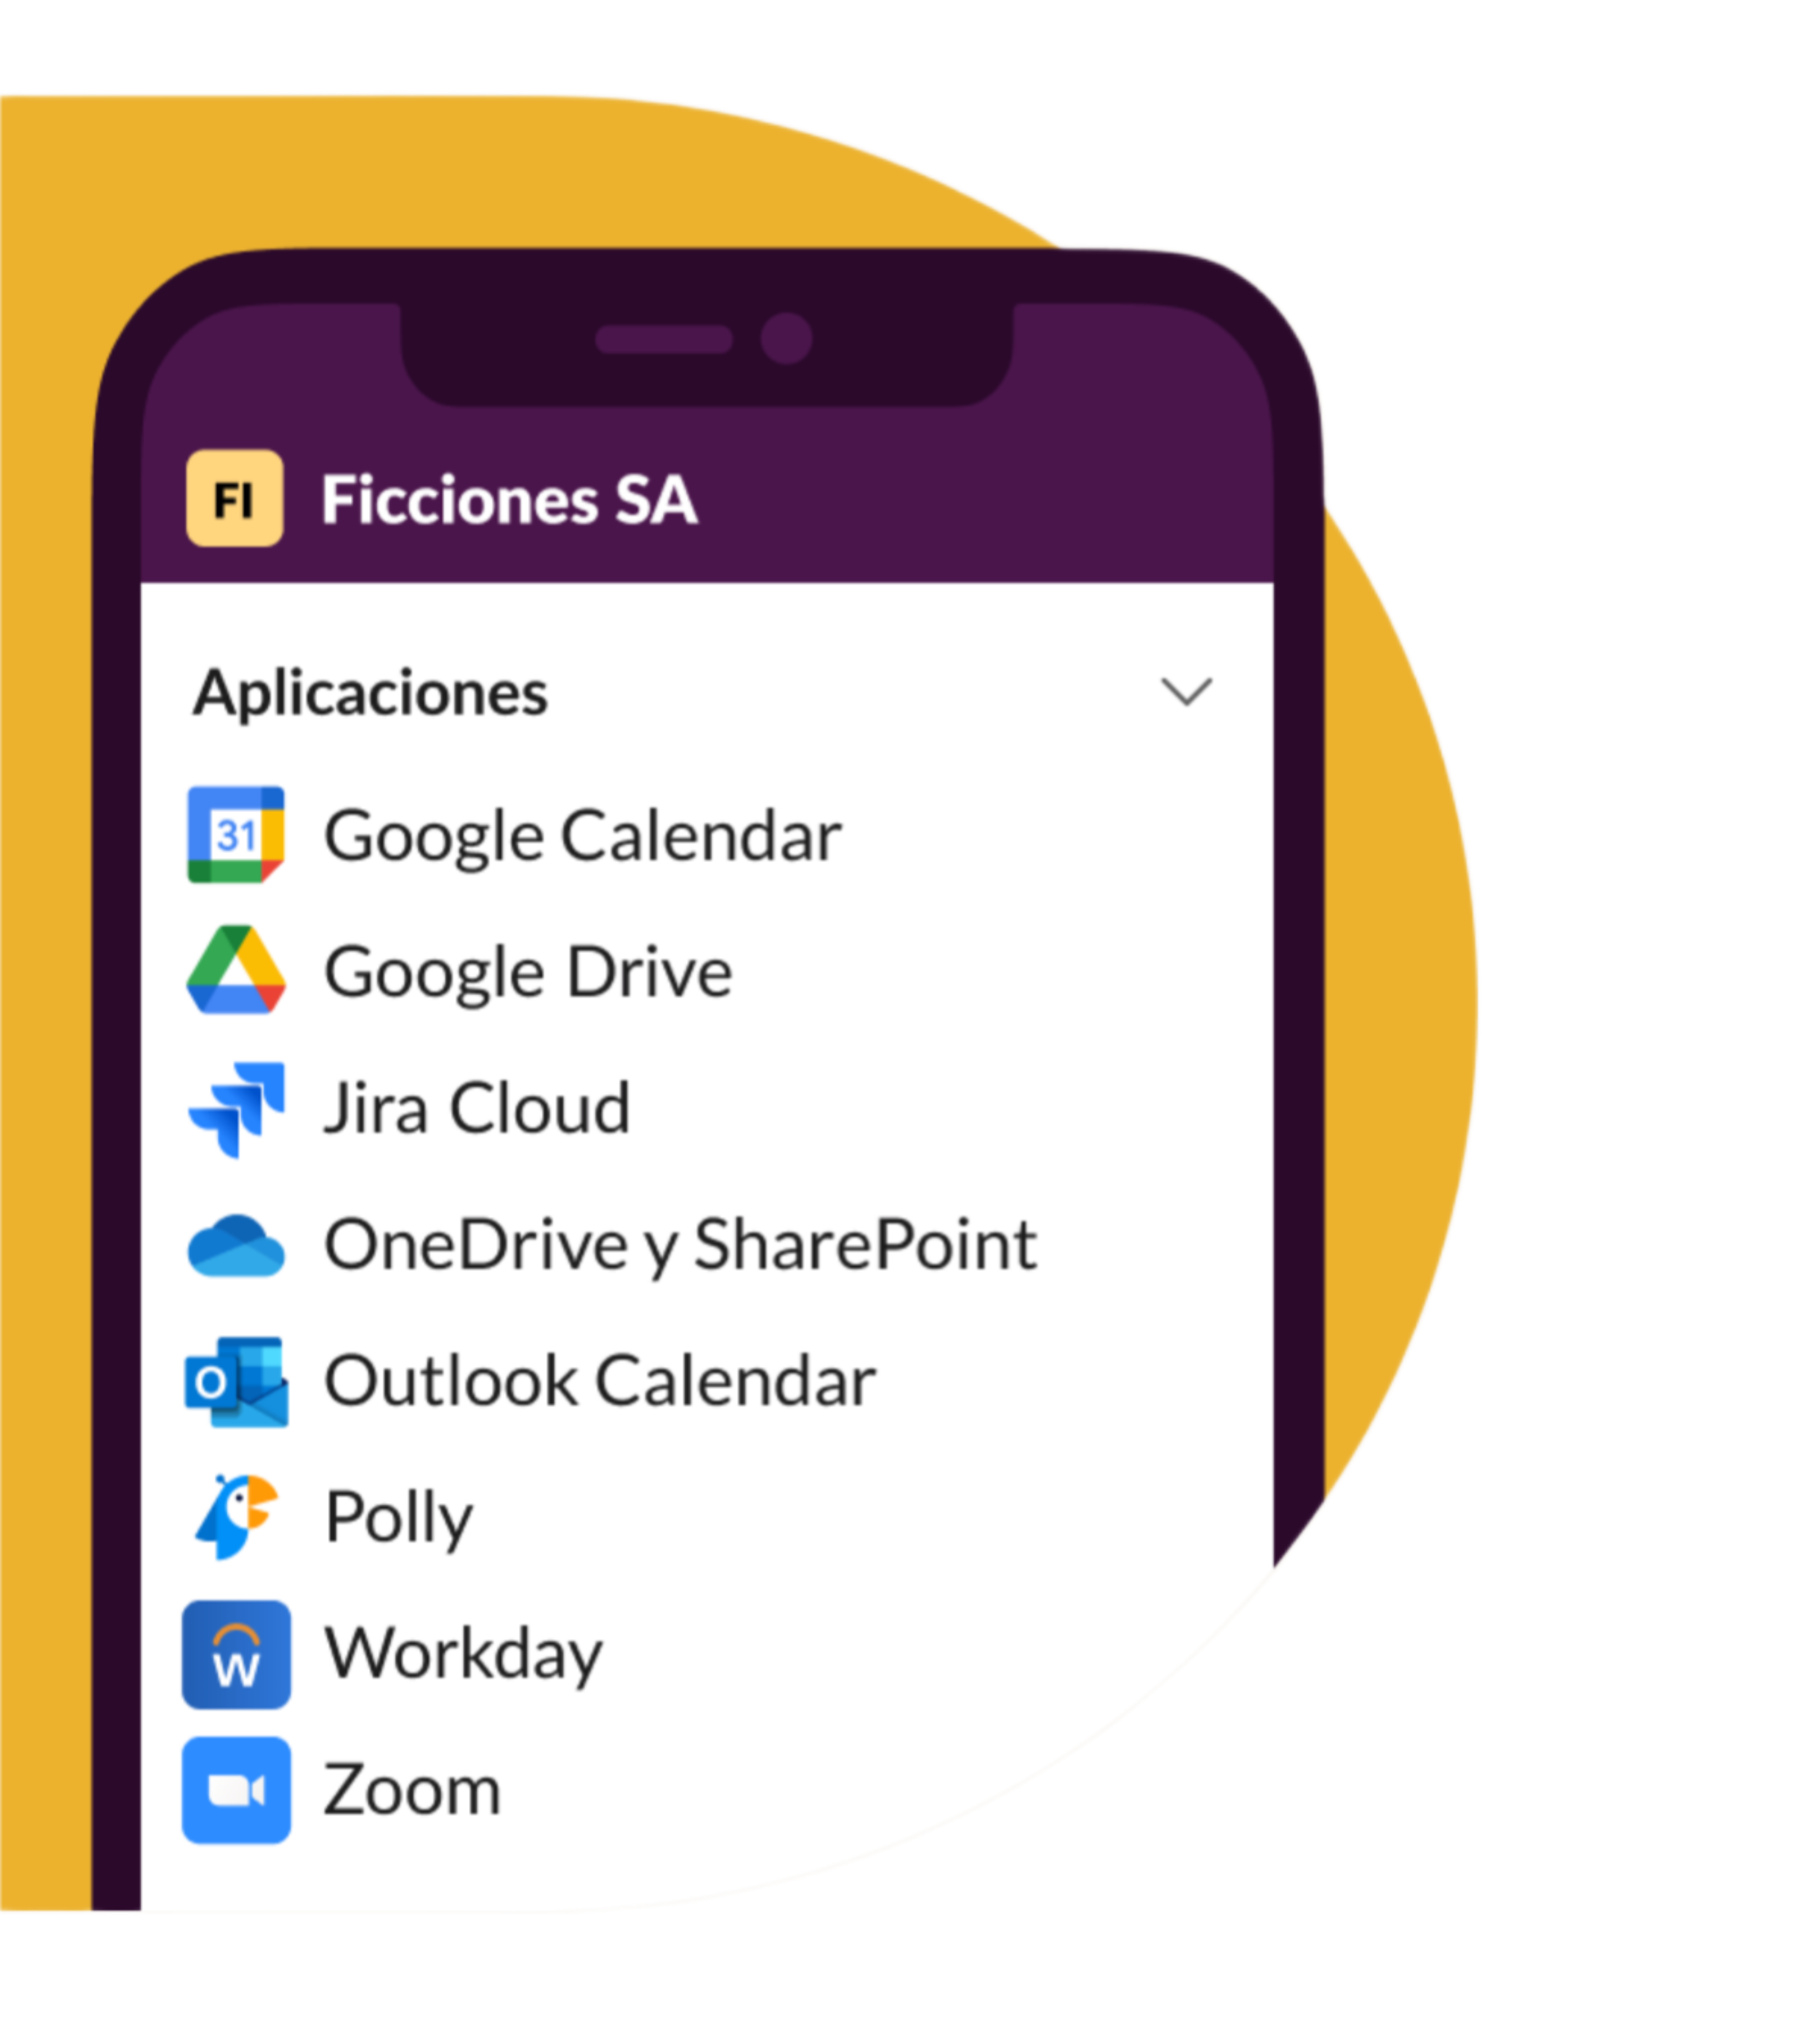 FI Ficciones SA
Aplicaciones
31 Google Calendar
Google Drive
Jira Cloud
OneDrive y SharePoint
O Outlook Calendar
Polly
W Workday
Zoom